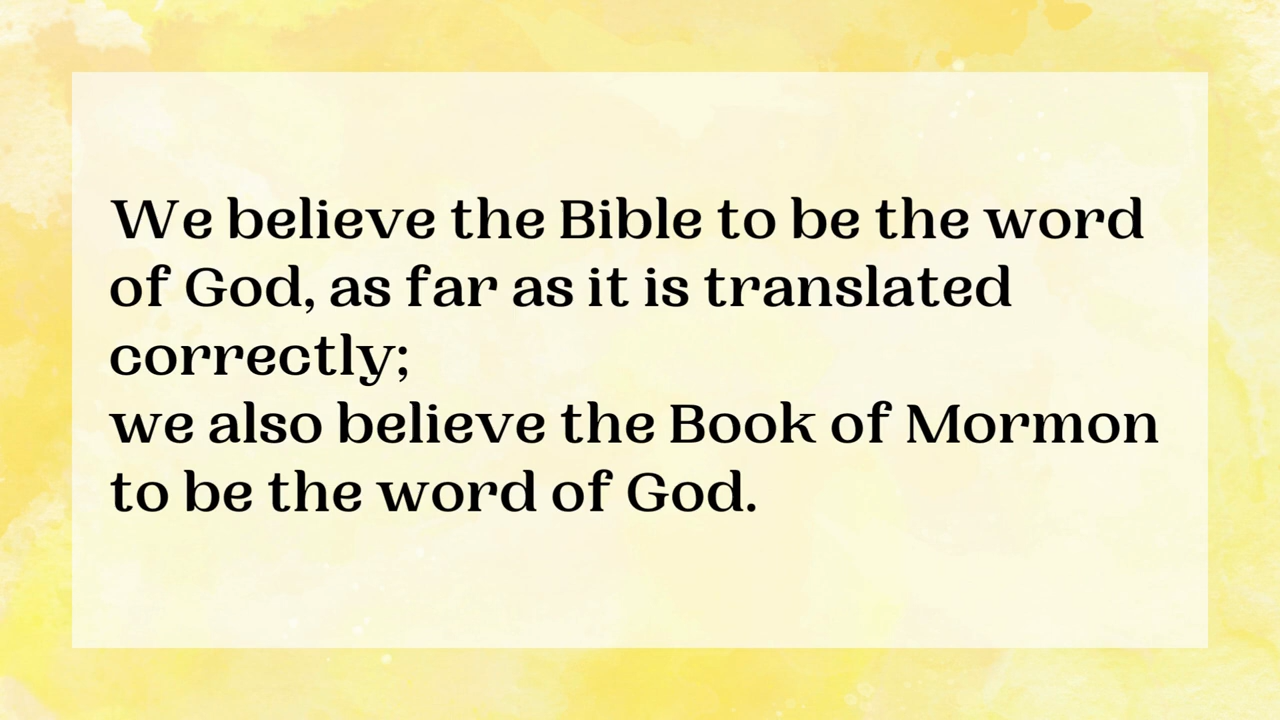 We believe the Bible to be the word
of God, as far as it is translated
correctly;
we also believe the Book of Mormon
to be the word of God.